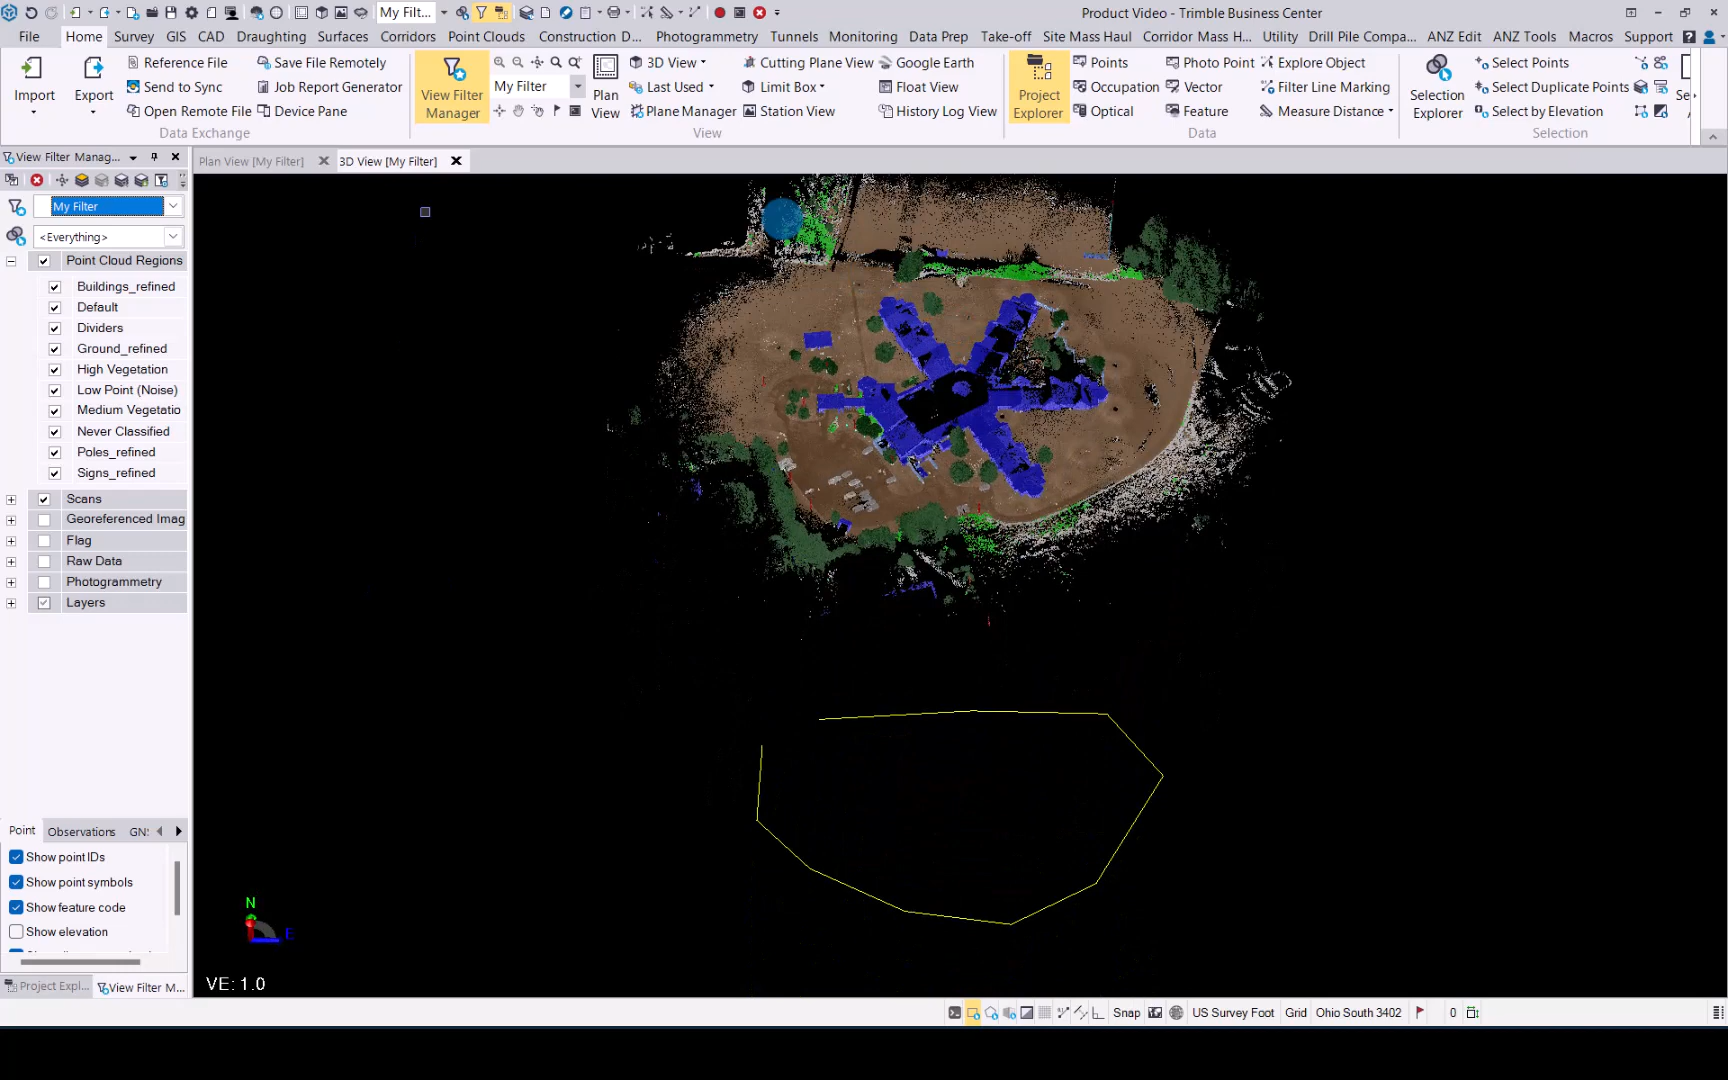 My Filt...
Product Video - Trimble Business Center
File Home Survey GIS CAD Draughting Surfaces Corridors Construction D... Point Clouds Photogrammetry Tunnels Monitoring Data Prep Take-off Site Mass Haul Corridor Mass H... Utility Drill Pile Compa... ANZ Edit ANZ Tools Macros Support
Import
Export
Reference File
Send to Sync
Open Remote File
Save File Remotely
Job Report Generator
Device Pane
Data Exchange
View Filter
Manager
My Filter
Plan
View
3D View
Last Used
Plane Manager
Cutting Plane View
Limit Box
Station View
Google Earth
Float View
History Log View
View
Project
Explorer
Points
Occupation
Optical
Photo Point
Vector
Feature
Explore Object
Filter Line Marking
Measure Distance
Data
Selection
Explorer
Select Points
Select Duplicate Points
Select by Elevation
Se
Selection
View Filter Manag...
Plan View [My Filter]
3D View [My Filter]
My Filter
<Everything>
Point Cloud Regions
Buildings_refined
Default
Dividers
Ground_refined
High Vegetation
Low Point (Noise)
Medium Vegetatio
Never Classified
Poles_refined
Signs_refined
Scans
Georeferenced Imag
Flag
Raw Data
Photogrammetry
Layers
Point Observations GN
Show point IDs
Show point symbols
Show feature code
Show elevation
Project Expl... View Filter M...
N
E
VE: 1.0
Snap US Survey Foot Grid Ohio South 3402 0